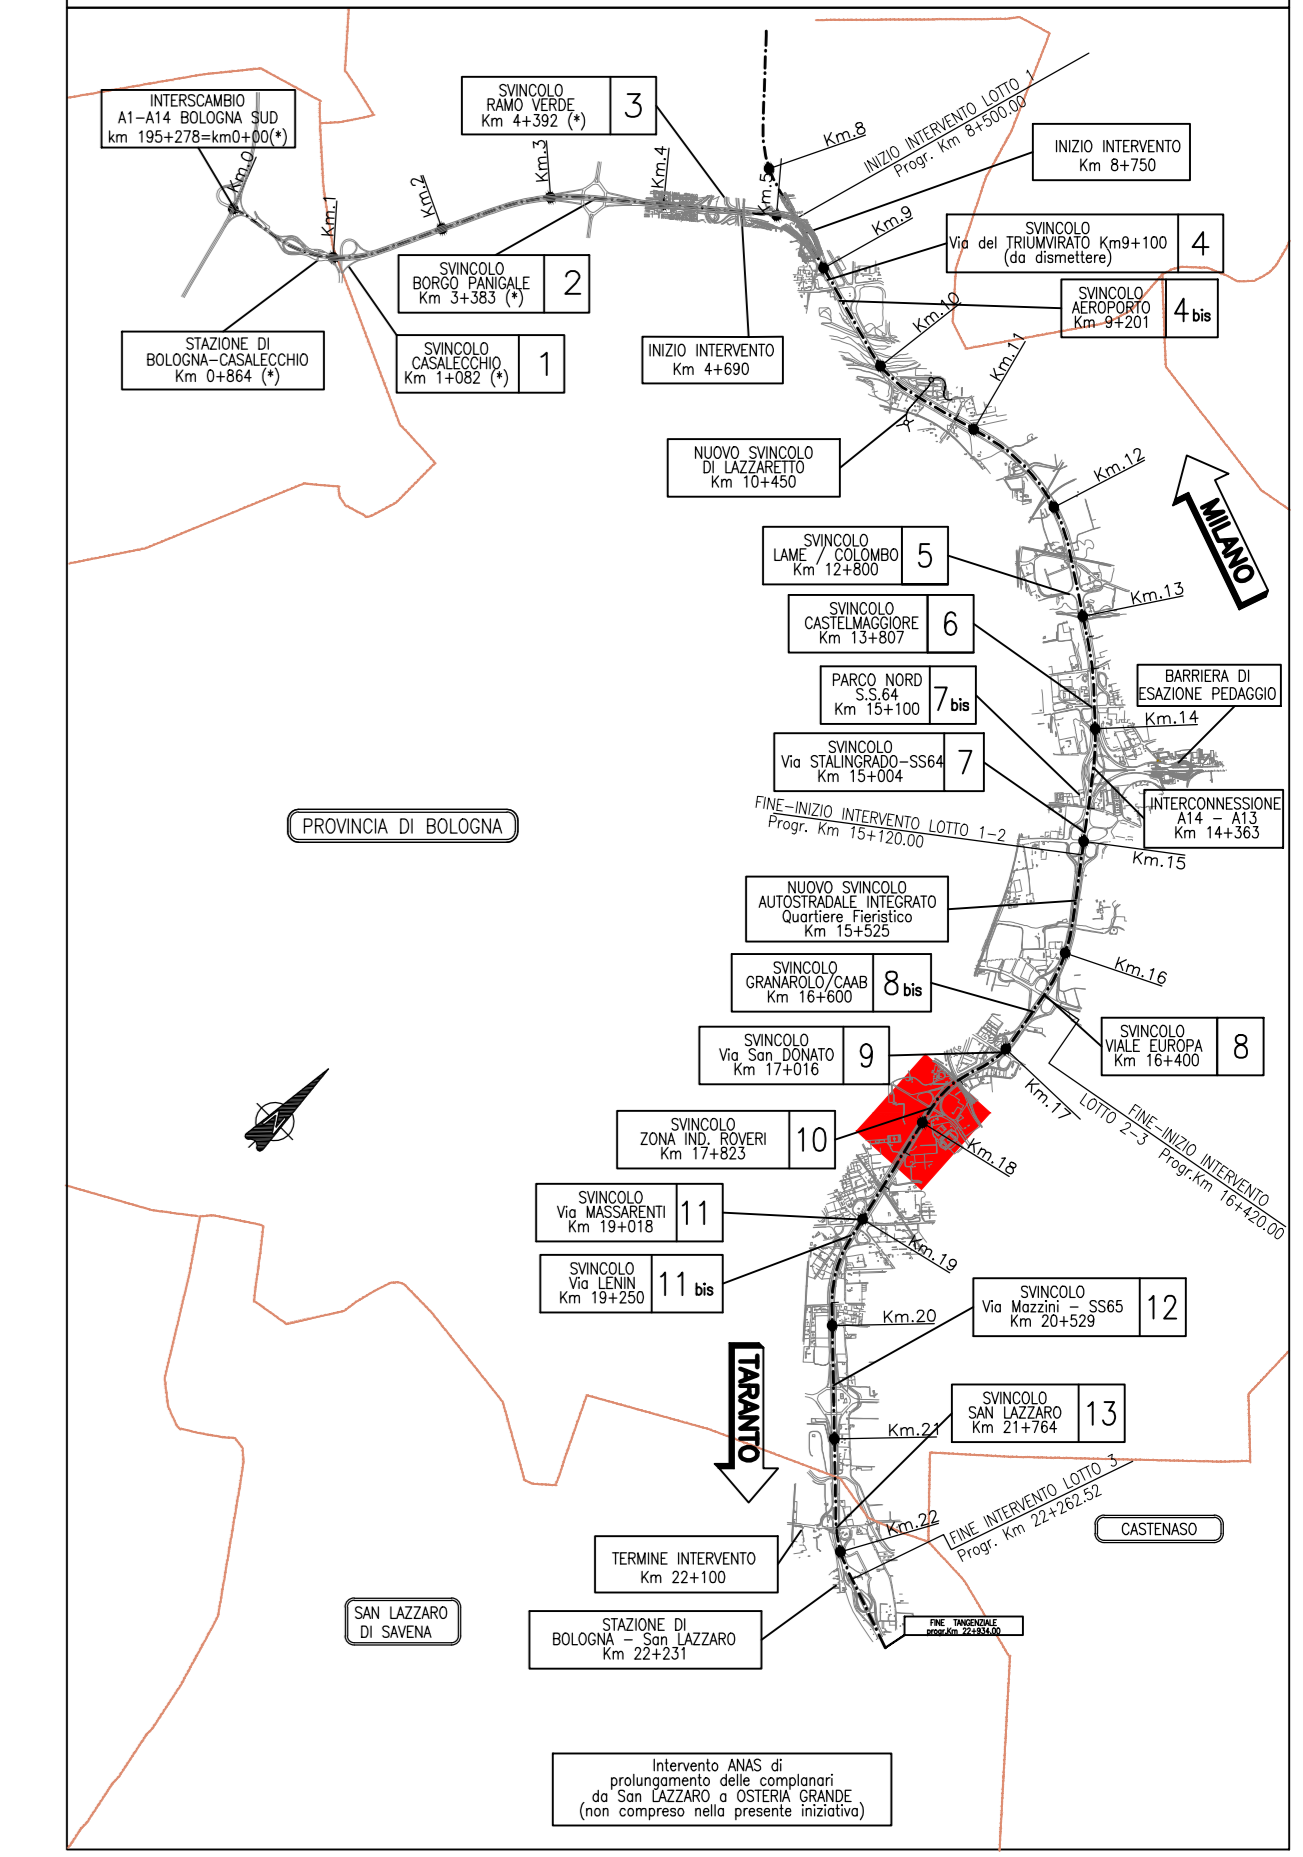 INTERSCAMBIO
A1-A14 BOLOGNA SUD
km 195+278=km0+00(*)
SVINCOLO
RAMO VERDE
Km 4+392 (*)
3
Km.0
Km.1
Km.2
Km.3
Km.4
Km.5
Km.8
INIZIO INTERVENTO LOTTO 1
Progr. Km 8+500.00
INIZIO INTERVENTO
Km 8+750
Km.9
SVINCOLO
Via del TRIUMVIRATO Km9+100
(da dismettere)
4
SVINCOLO
BORGO PANIGALE
Km 3+383 (*)
2
SVINCOLO
AEROPORTO
Km 9+201
4 bis
Km.10
STAZIONE DI
BOLOGNA-CASALECCHIO
Km 0+864 (*)
SVINCOLO
CASALECCHIO
Km 1+082 (*)
1
INIZIO INTERVENTO
Km 4+690
Km.11
NUOVO SVINCOLO
DI LAZZARETTO
Km 10+450
Km.12
MILANO
SVINCOLO
LAME / COLOMBO
Km 12+800
5
Km.13
SVINCOLO
CASTELMAGGIORE
Km 13+807
6
PARCO NORD
S.S.64
Km 15+100
7 bis
BARRIERA DI
ESAZIONE PEDAGGIO
Km.14
SVINCOLO
Via STALINGRADO-SS64
Km 15+004
7
INTERCONNESSIONE
A14 - A13
Km 14+363
FINE-INIZIO INTERVENTO LOTTO 1-2
Progr. Km 15+120.00
PROVINCIA DI BOLOGNA
Km.15
NUOVO SVINCOLO
AUTOSTRADALE INTEGRATO
Quartiere Fieristico
Km 15+525
Km.16
SVINCOLO
GRANAROLO/CAAB
Km 16+600
8 bis
SVINCOLO
VIALE EUROPA
Km 16+400
8
SVINCOLO
Via San DONATO
Km 17+016
9
Km.17
FINE-INIZIO INTERVENTO
LOTTO 2-3 Progr.Km 16+420.00
SVINCOLO
ZONA IND. ROVERI
Km 17+823
10
Km.18
SVINCOLO
Via MASSARENTI
Km 19+018
11
Km.19
SVINCOLO
Via LENIN
Km 19+250
11 bis
SVINCOLO
Via Mazzini - SS65
Km 20+529
12
Km.20
TARANTO
SVINCOLO
SAN LAZZARO
Km 21+764
13
Km.21
FINE INTERVENTO LOTTO 3
Progr. Km 22+262.52
Km.22
CASTENASO
TERMINE INTERVENTO
Km 22+100
SAN LAZZARO
DI SAVENA
STAZIONE DI
BOLOGNA - San LAZZARO
Km 22+231
FINE TANGENZIALE
progr.Km 22+934.00
Intervento ANAS di
prolungamento delle complanari
da San LAZZARO a OSTERIA GRANDE
(non compreso nella presente iniziativa)